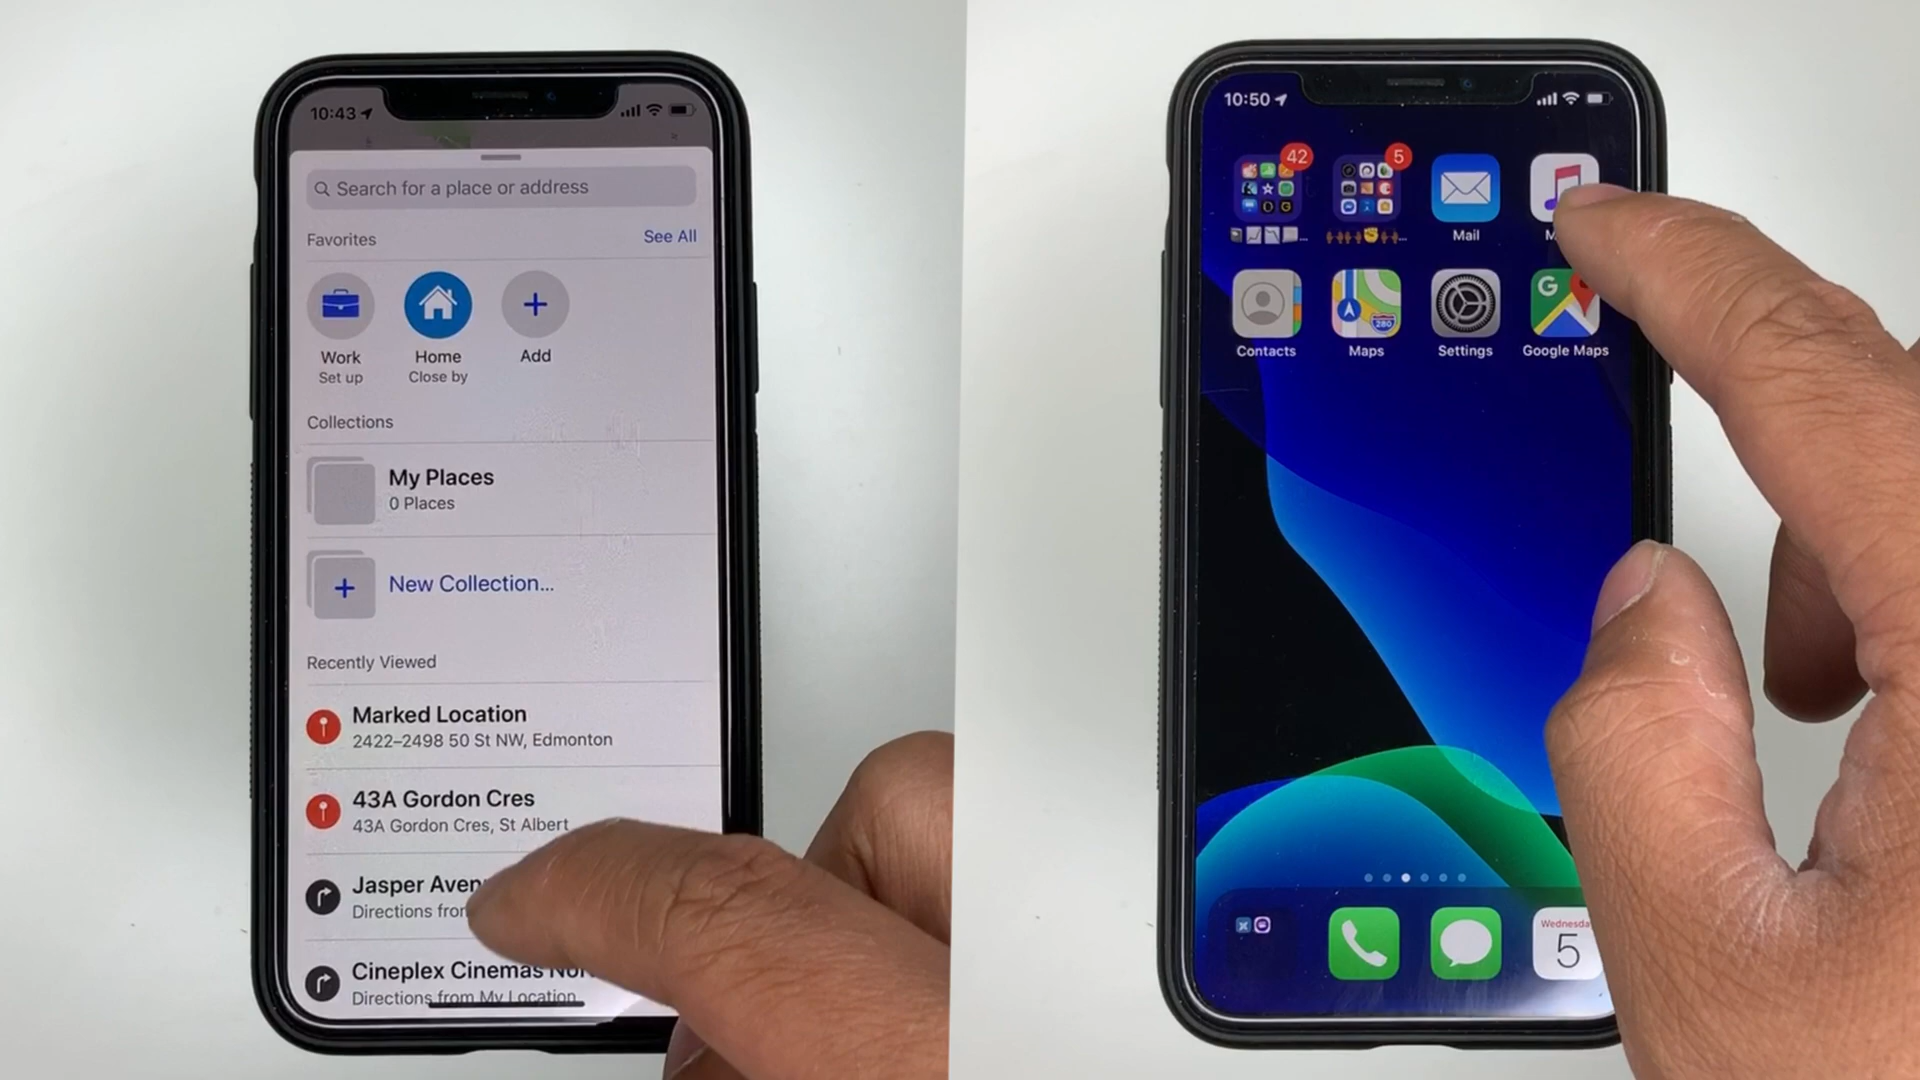 10:43
Search for a place or address
Favorites
See All
Work
Set up
Home
Close by
Add
Collections
My Places
0 Places
+ New Collection...
Recently Viewed
Marked Location
2422–2498 50 St NW, Edmonton
43A Gordon Cres
43A Gordon Cres, St Albert
Jasper
Directions
Cineplex Cinemas
Directions from My Location
10:50
42
5
Mail
Contacts
Maps
Settings
Google Maps
280
G
5